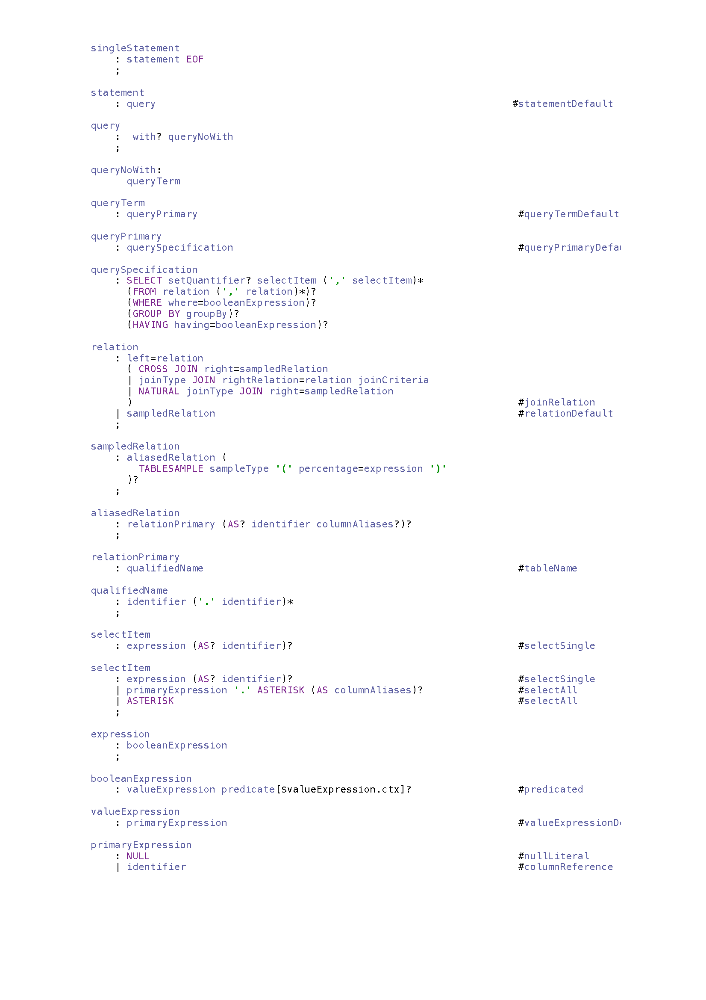 singleStatement
    : statement EOF
    ;

statement
    : query                                                            #statementDefault

query
    :  with? queryNoWith
    ;

queryNoWith:
      queryTerm

queryTerm
    : queryPrimary                                                      #queryTermDefault

queryPrimary
    : querySpecification                                                #queryPrimaryDefau

querySpecification
    : SELECT setQuantifier? selectItem (',' selectItem)*
      (FROM relation (',' relation)*)?
      (WHERE where=booleanExpression)?
      (GROUP BY groupBy)?
      (HAVING having=booleanExpression)?

relation
    : left=relation
      ( CROSS JOIN right=sampledRelation
      | joinType JOIN rightRelation=relation joinCriteria
      | NATURAL joinType JOIN right=sampledRelation
      )                                                                 #joinRelation
    | sampledRelation                                                   #relationDefault
    ;

sampledRelation
    : aliasedRelation (
        TABLESAMPLE sampleType '(' percentage=expression ')'
      )?
    ;

aliasedRelation
    : relationPrimary (AS? identifier columnAliases?)?
    ;

relationPrimary
    : qualifiedName                                                     #tableName

qualifiedName
    : identifier ('.' identifier)*
    ;

selectItem
    : expression (AS? identifier)?                                      #selectSingle

selectItem
    : expression (AS? identifier)?                                      #selectSingle
    | primaryExpression '.' ASTERISK (AS columnAliases)?                #selectAll
    | ASTERISK                                                          #selectAll
    ;

expression
    : booleanExpression
    ;

booleanExpression
    : valueExpression predicate[$valueExpression.ctx]?                  #predicated

valueExpression
    : primaryExpression                                                 #valueExpressionD

primaryExpression
    : NULL                                                              #nullLiteral
    | identifier                                                        #columnReference